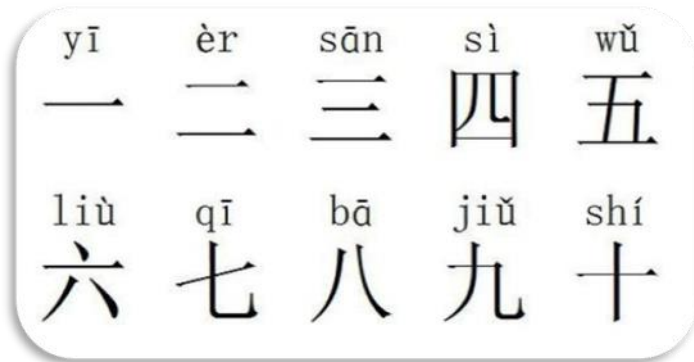 yī èr sān sì wǔ
一 二 三 四 五
liù qī bā jiǔ shí
六 七 八 九 十